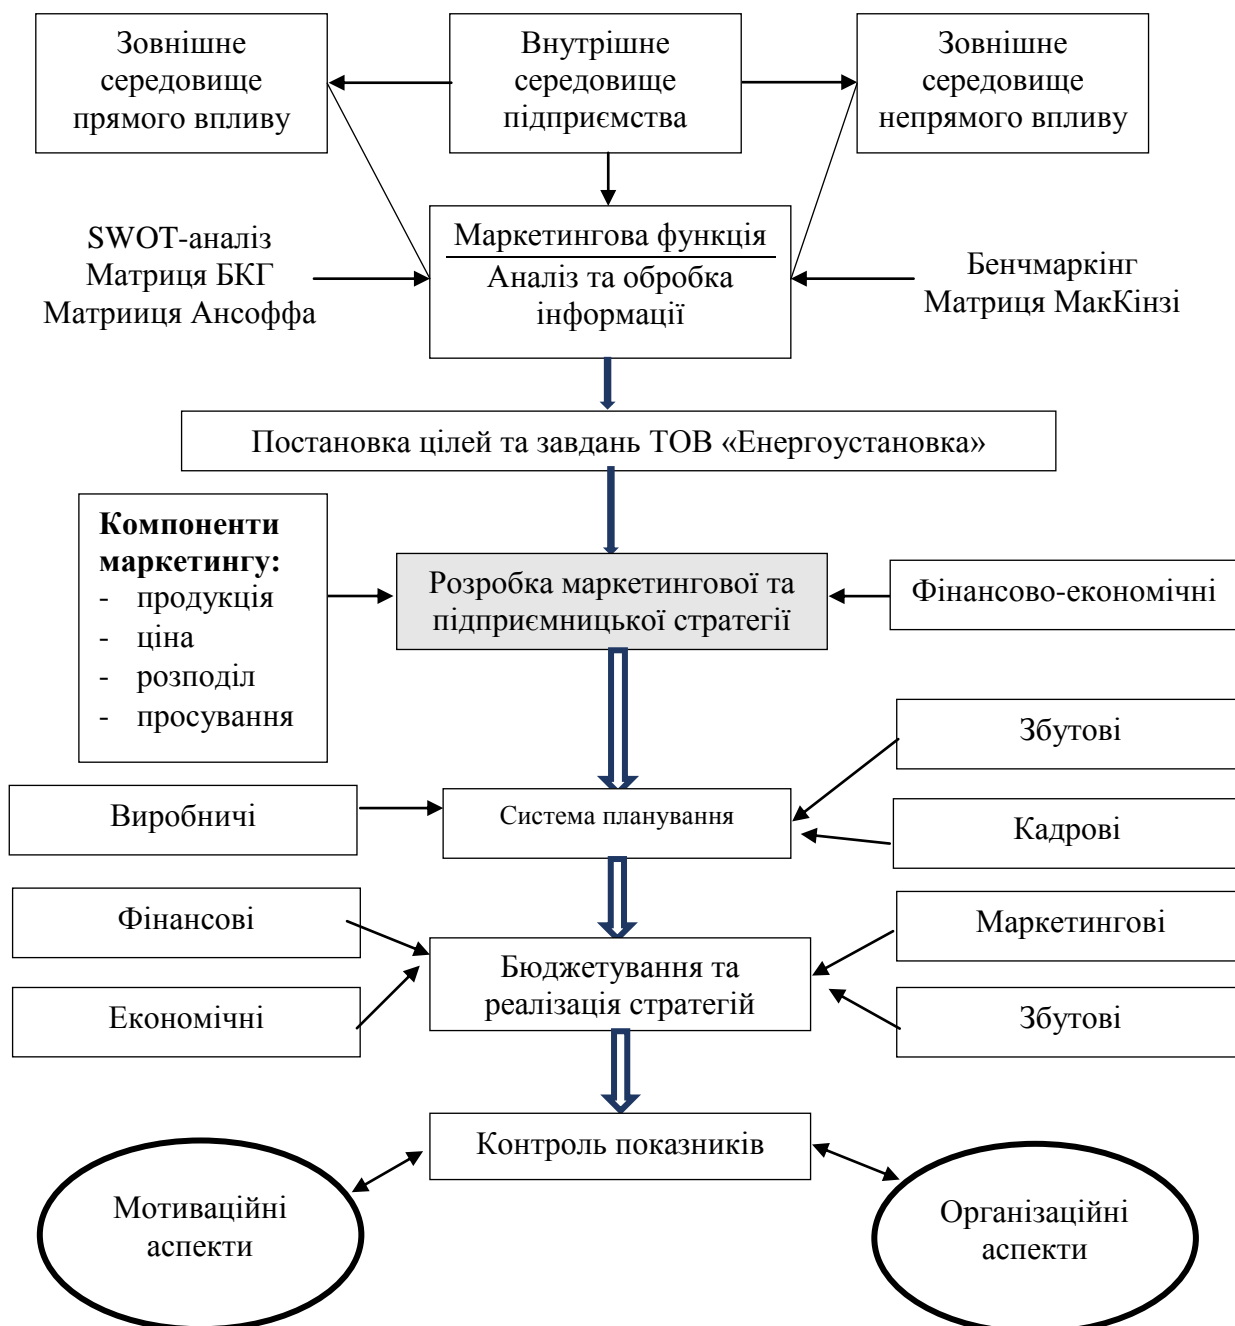 Зовнішне
середовище
прямого впливу
Внутрішне
середовище
підприємства
Зовнішне
середовище
непрямого впливу
SWOT-аналіз
Матриця БКГ
Матрииця Ансоффа
Маркетингова функція
Аналіз та обробка
інформації
Бенчмаркінг
Матриця МакКінзі
Постановка цілей та завдань ТОВ «Енергоустановка»
Компоненти
маркетингу:
- продукція
- ціна
- розподіл
- просування
Розробка маркетингової та
підприємницької стратегії
Фінансово-економічні
Збутові
Виробничі
Система планування
Кадрові
Фінансові
Маркетингові
Бюджетування та
реалізація стратегій
Економічні
Збутові
Контроль показників
Мотиваційні
аспекти
Організаційні
аспекти